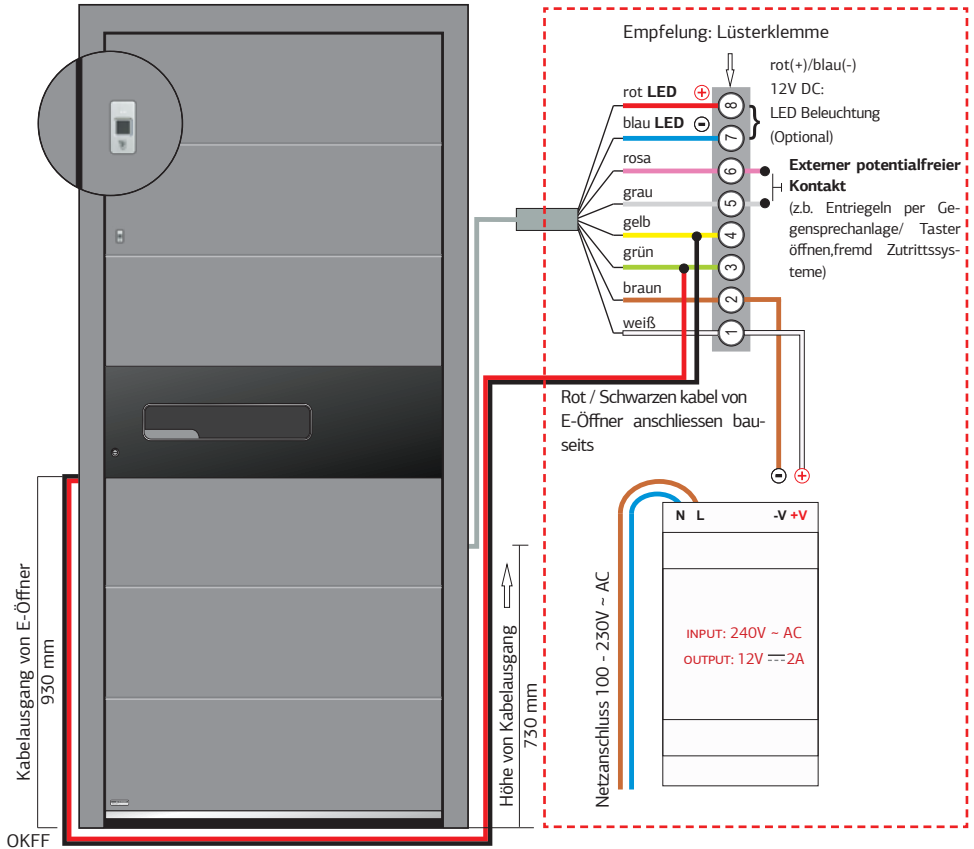 Empfelung: Lüsterklemme
rot(+)/blau(-)
12V DC:
LED Beleuchtung
(Optional)
rot LED +
blau LED -
rosa
grau
gelb
grün
braun
weiß
8
7
6
5
4
3
2
1
Externer potentialfreier
Kontakt
(z.b. Entriegeln per Ge-
gensprechanlage/ Taster
öffnen,fremd Zutrittssys-
teme)
Rot / Schwarzen kabel von
E-Öffner anschliessen bau-
seits
- +
N L -V +V
INPUT: 240V ~ AC
OUTPUT: 12V ⎓2A
Netzanschluss 100 - 230V ~ AC
Höhe von Kabelausgang
730 mm
Kabelausgang von E-Öffner
930 mm
OKFF